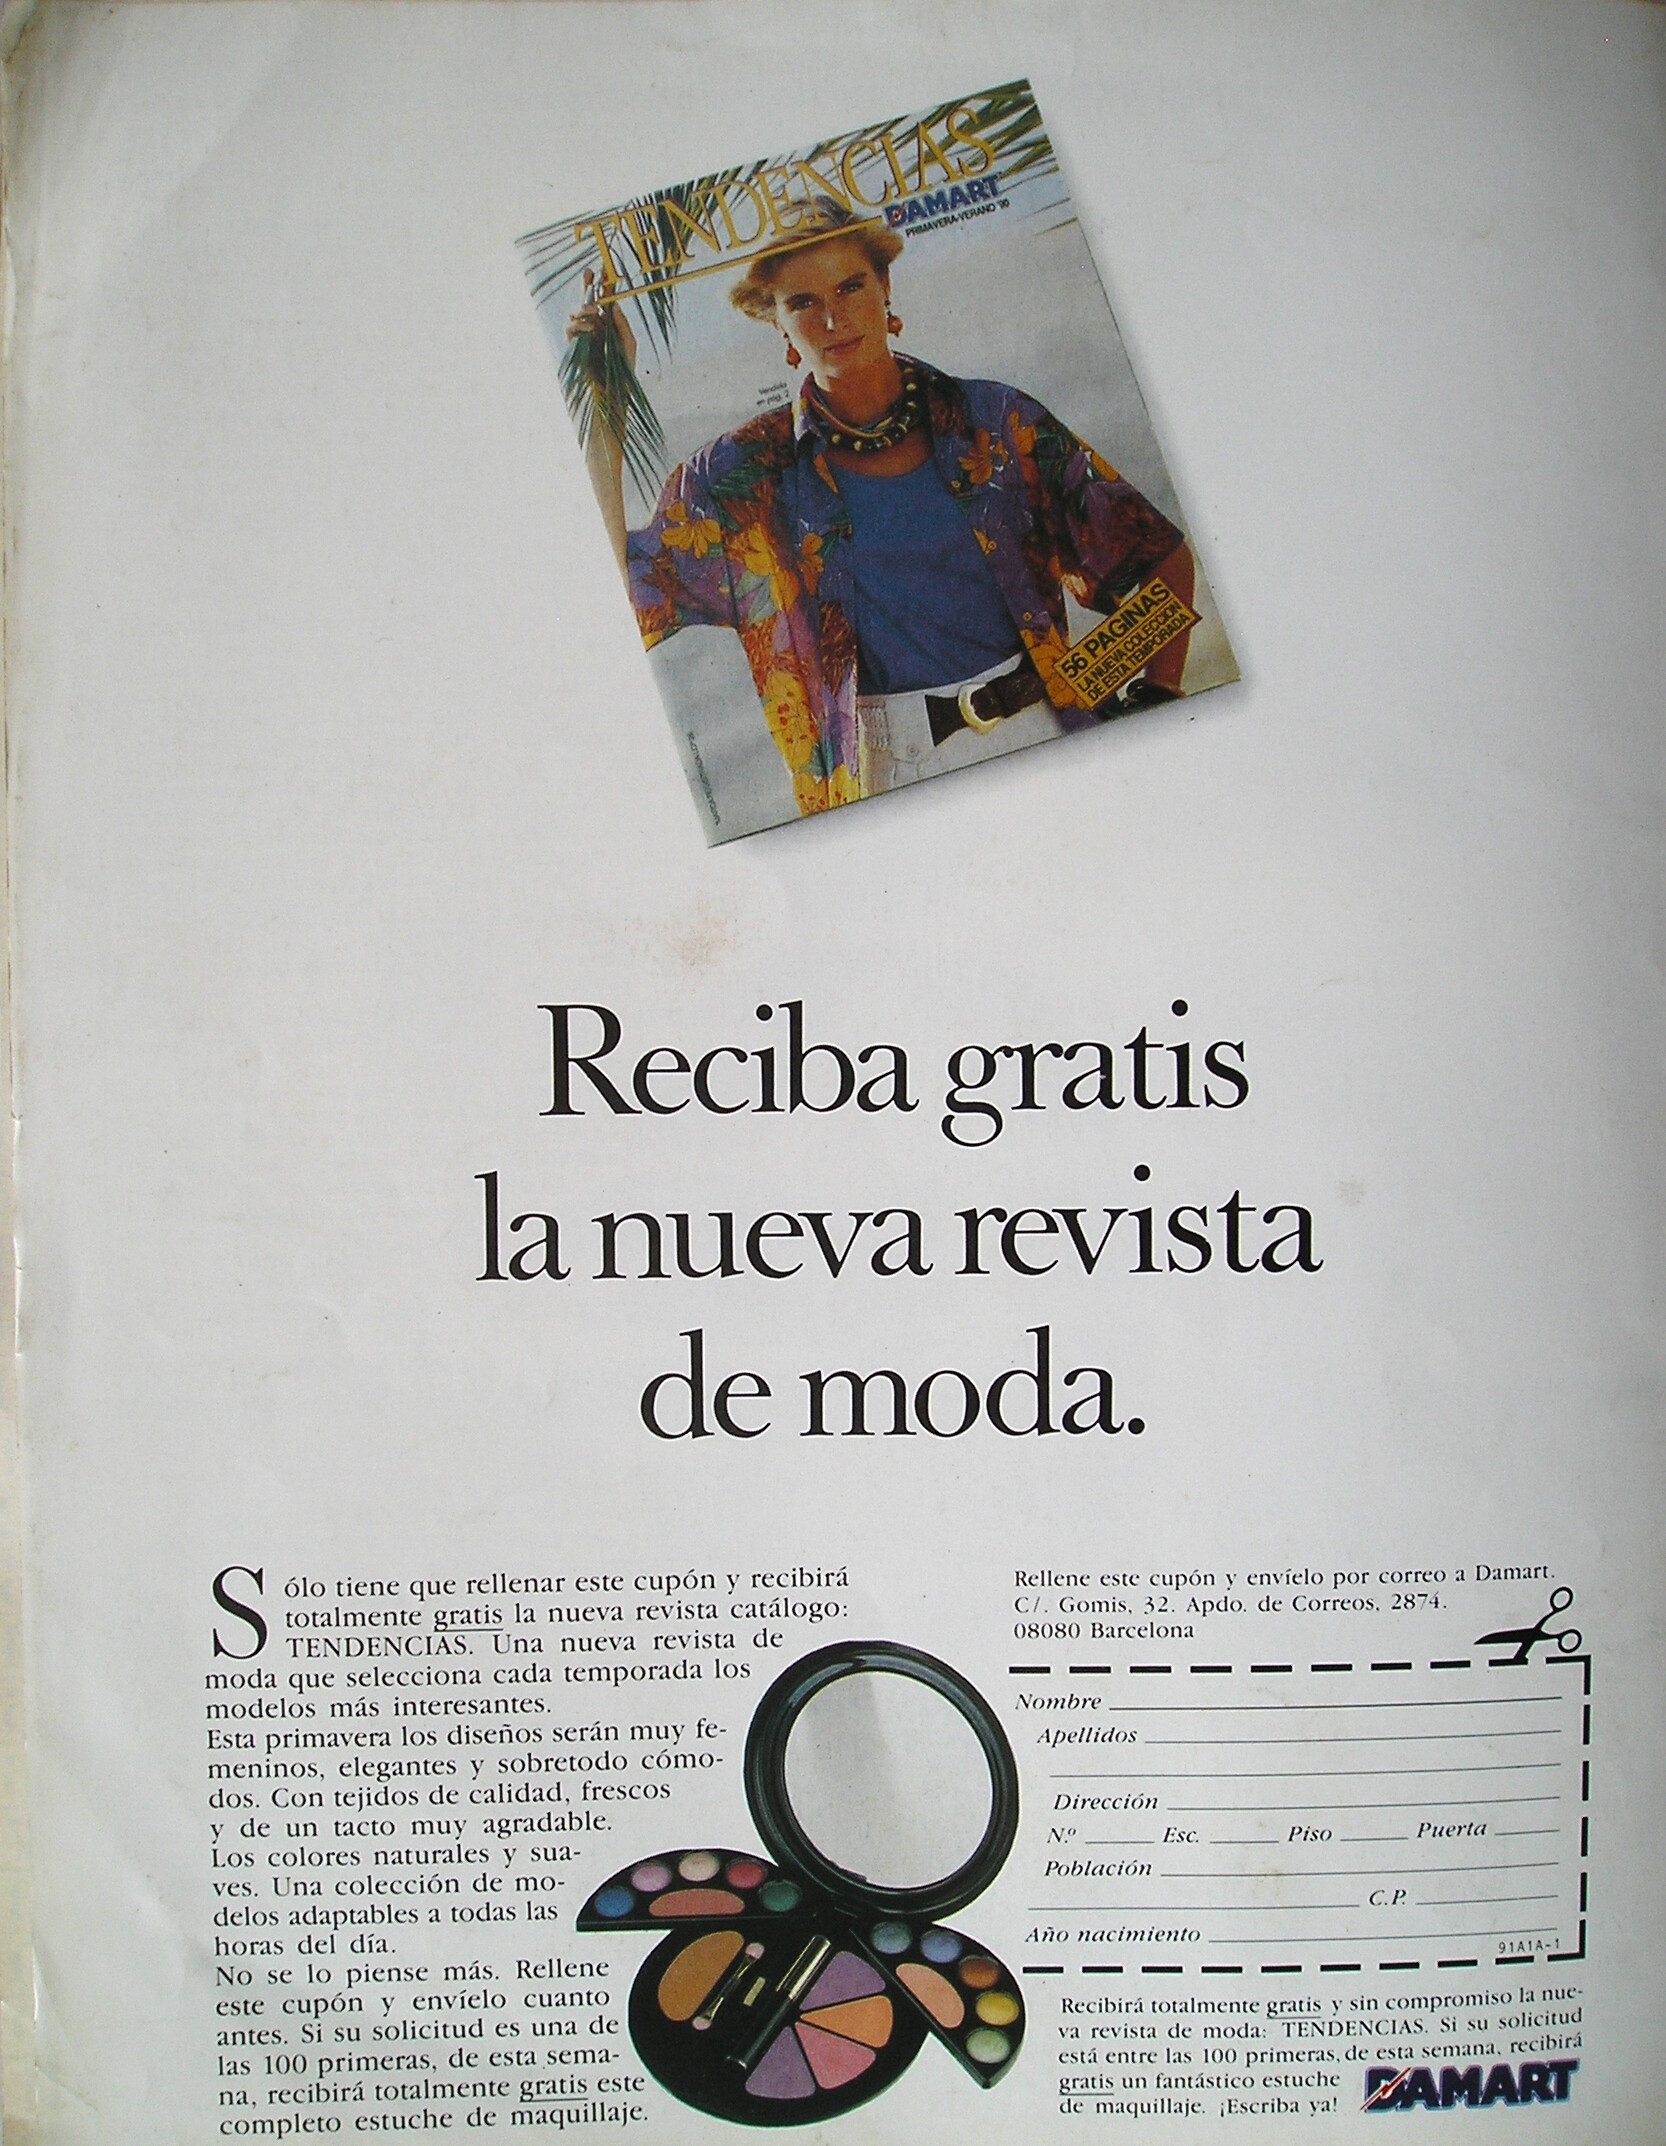 TENDENCIAS
DAMART
PRIMAVERA-VERANO '90
Vendido
en pág. 2
56 PAGINAS
LA NUEVA COLECCION
DE ESTA TEMPORADA
Reciba gratis
la nueva revista
de moda.
Sólo tiene que rellenar este cupón y recibirá
totalmente gratis la nueva revista catálogo:
TENDENCIAS. Una nueva revista de
moda que selecciona cada temporada los
modelos más interesantes.
Esta primavera los diseños serán muy fe-
meninos, elegantes y sobretodo cómo-
dos. Con tejidos de calidad, frescos
y de un tacto muy agradable.
Los colores naturales y sua-
ves. Una colección de mo-
delos adaptables a todas las
horas del día.
No se lo piense más. Rellene
este cupón y envíelo cuanto
antes. Si su solicitud es una de
las 100 primeras, de esta sema-
na, recibirá totalmente gratis este
completo estuche de maquillaje.
Rellene este cupón y envíelo por correo a Damart.
C/. Gomis, 32. Apdo. de Correos, 2874.
08080 Barcelona
Nombre
Apellidos
Dirección
N.º Esc. Piso Puerta
Población
C.P.
Año nacimiento
91A1A-1
Recibirá totalmente gratis y sin compromiso la nue-
va revista de moda: TENDENCIAS. Si su solicitud
está entre las 100 primeras, de esta semana, recibirá
gratis un fantástico estuche
de maquillaje. ¡Escriba ya!
DAMART